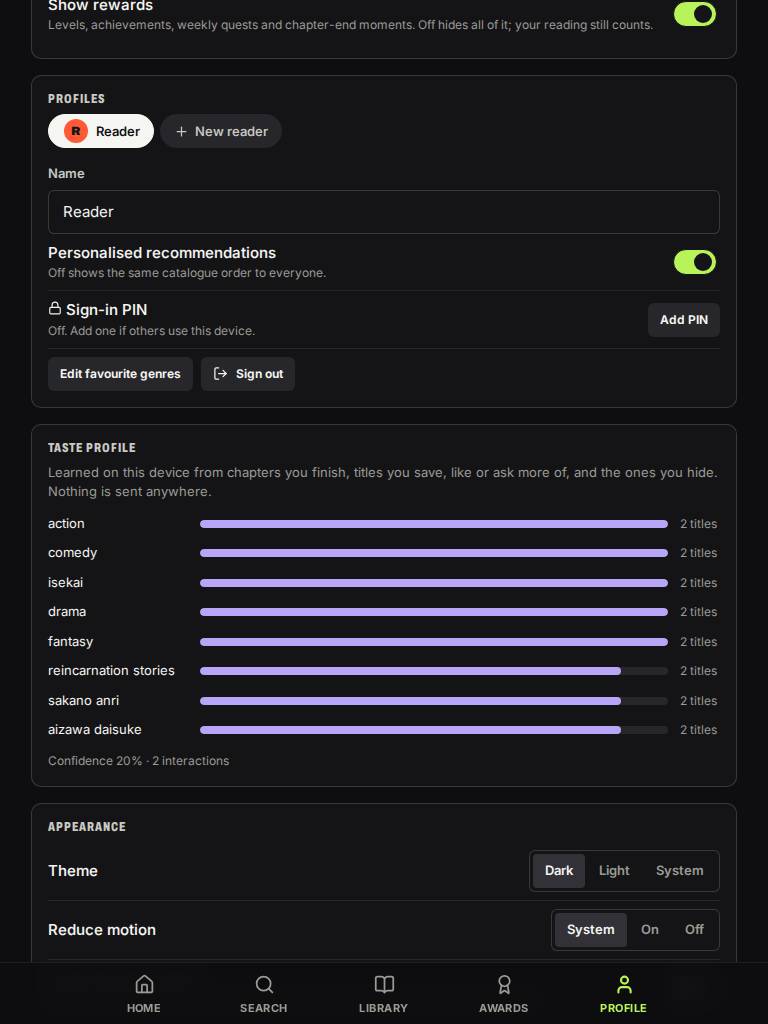 Show rewards
Levels, achievements, weekly quests and chapter-end moments. Off hides all of it; your reading still counts.
PROFILES
R Reader
+ New reader
Name
Reader
Personalised recommendations
Off shows the same catalogue order to everyone.
Sign-in PIN
Off. Add one if others use this device.
Add PIN
Edit favourite genres
Sign out
TASTE PROFILE
Learned on this device from chapters you finish, titles you save, like or ask more of, and the ones you hide.
Nothing is sent anywhere.
action 2 titles
comedy 2 titles
isekai 2 titles
drama 2 titles
fantasy 2 titles
reincarnation stories 2 titles
sakano anri 2 titles
aizawa daisuke 2 titles
Confidence 20% · 2 interactions
APPEARANCE
Theme Dark Light System
Reduce motion System On Off
HOME SEARCH LIBRARY AWARDS PROFILE